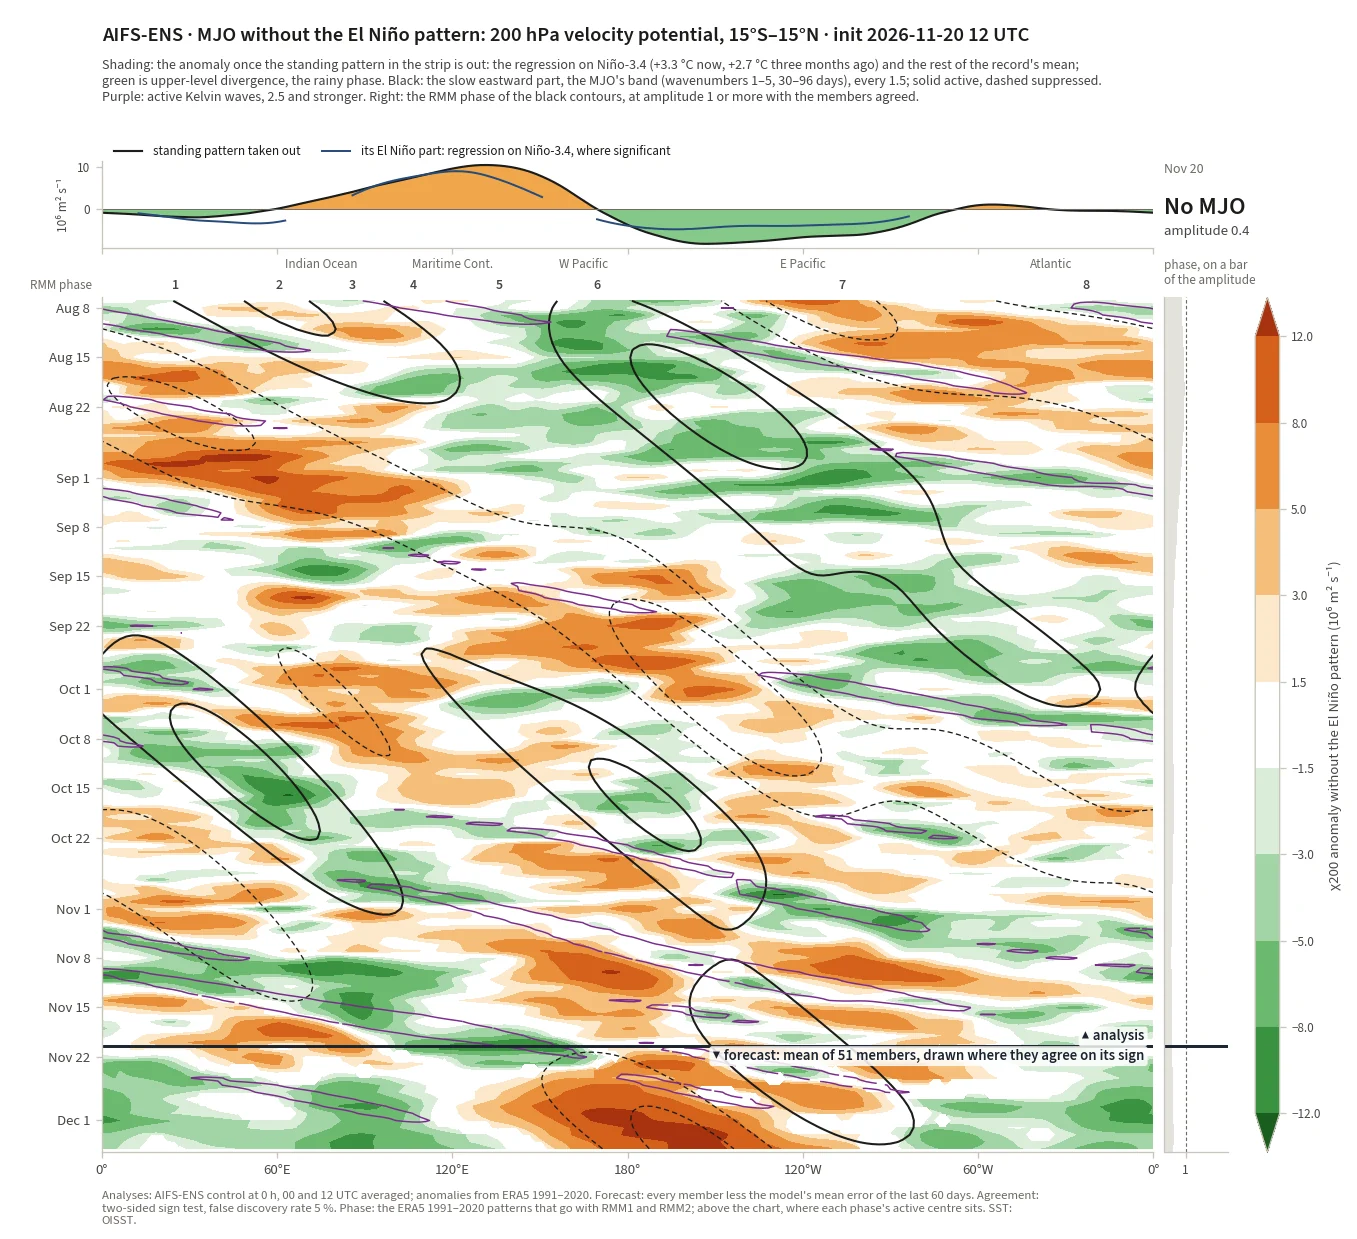 AIFS-ENS · MJO without the El Niño pattern: 200 hPa velocity potential, 15°S–15°N · init 2026-11-20 12 UTC
Shading: the anomaly once the standing pattern in the strip is out: the regression on Niño-3.4 (+3.3 °C now, +2.7 °C three months ago) and the rest of the record's mean;
green is upper-level divergence, the rainy phase. Black: the slow eastward part, the MJO's band (wavenumbers 1–5, 30–96 days), every 1.5; solid active, dashed suppressed.
Purple: active Kelvin waves, 2.5 and stronger. Right: the RMM phase of the black contours, at amplitude 1 or more with the members agreed.
standing pattern taken out
its El Niño part: regression on Niño-3.4, where significant
10
0
10⁶ m² s⁻¹
Nov 20
No MJO
amplitude 0.4
phase, on a bar
of the amplitude
Indian Ocean
Maritime Cont.
W Pacific
E Pacific
Atlantic
RMM phase
1
2
3
4
5
6
7
8
Aug 8
Aug 15
Aug 22
Sep 1
Sep 8
Sep 15
Sep 22
Oct 1
Oct 8
Oct 15
Oct 22
Nov 1
Nov 8
Nov 15
Nov 22
Dec 1
▲ analysis
▼ forecast: mean of 51 members, drawn where they agree on its sign
0°
60°E
120°E
180°
120°W
60°W
0°
1
12.0
8.0
5.0
3.0
1.5
−1.5
−3.0
−5.0
−8.0
−12.0
χ200 anomaly without the El Niño pattern (10⁶ m² s⁻¹)
Analyses: AIFS-ENS control at 0 h, 00 and 12 UTC averaged; anomalies from ERA5 1991–2020. Forecast: every member less the model's mean error of the last 60 days. Agreement:
two-sided sign test, false discovery rate 5 %. Phase: the ERA5 1991–2020 patterns that go with RMM1 and RMM2; above the chart, where each phase's active centre sits. SST:
OISST.